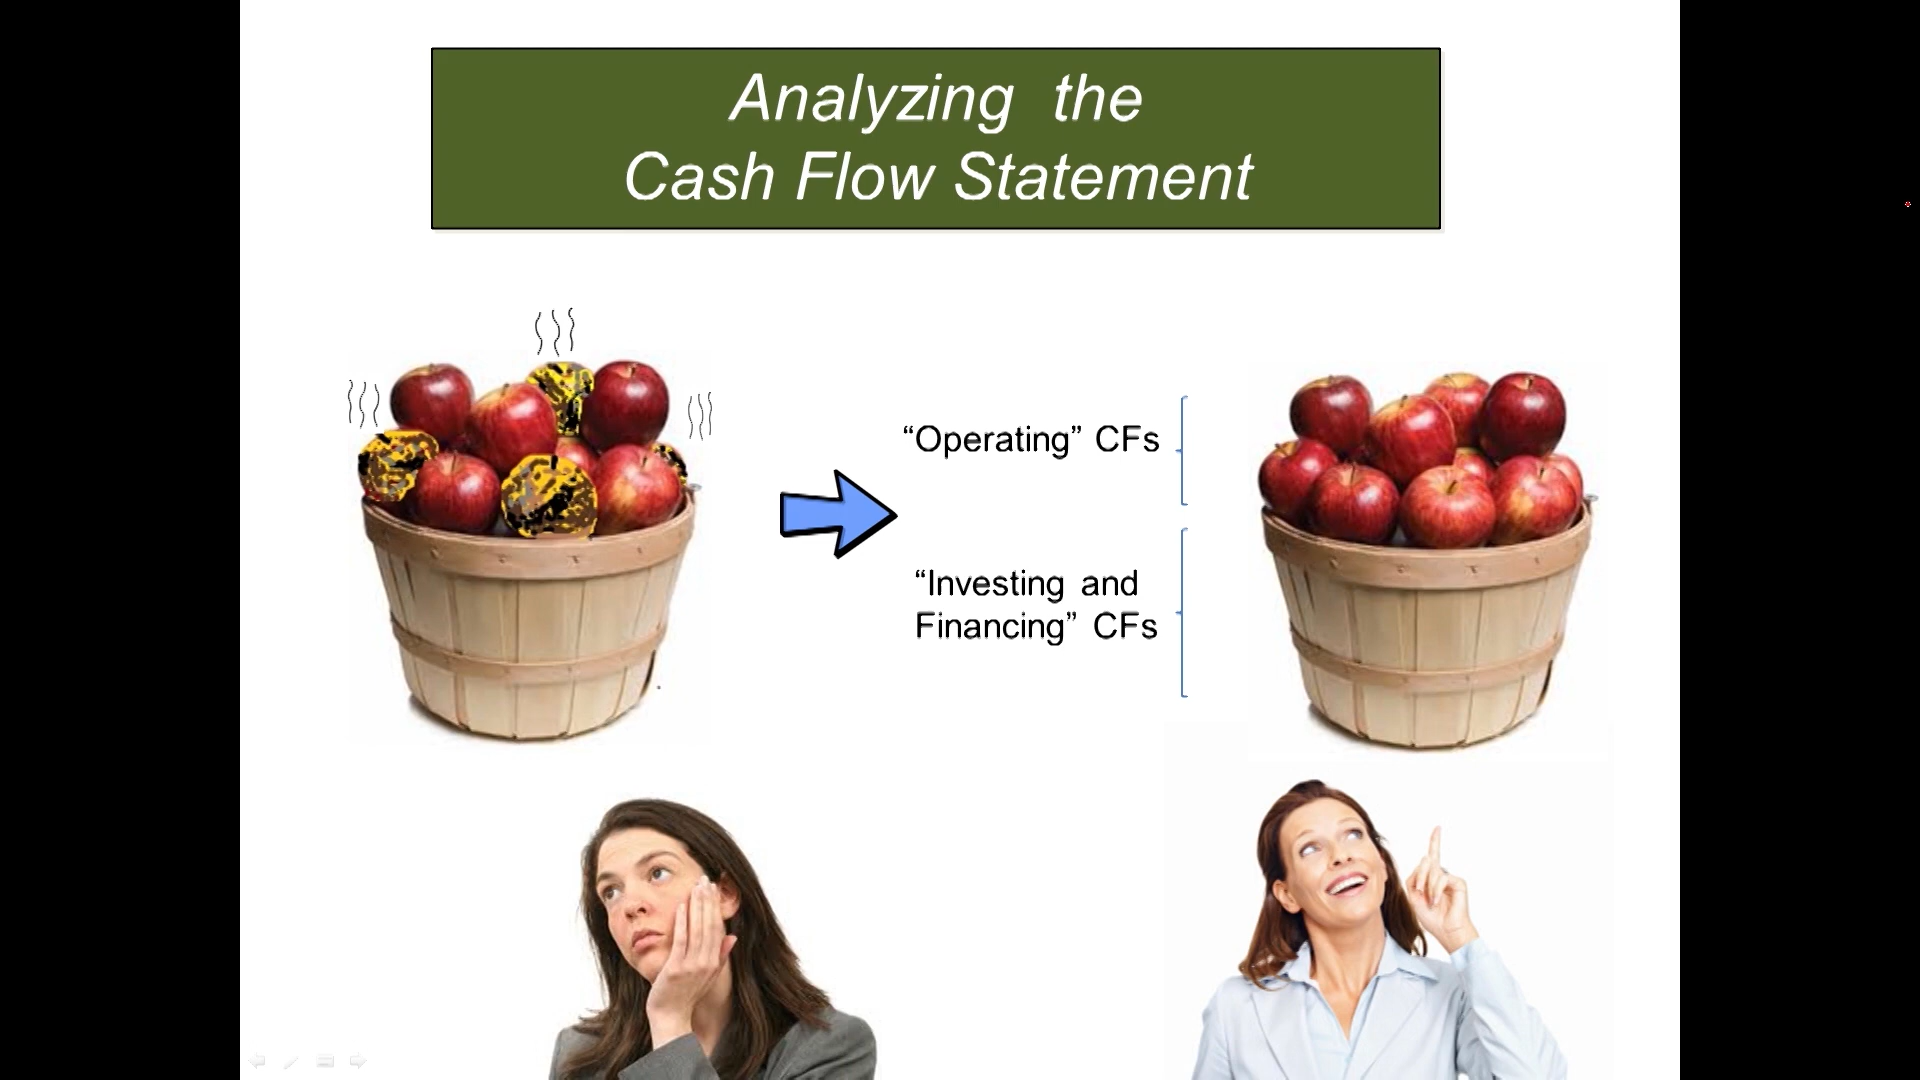 Analyzing the
Cash Flow Statement
“Operating” CFs
“Investing and
Financing” CFs